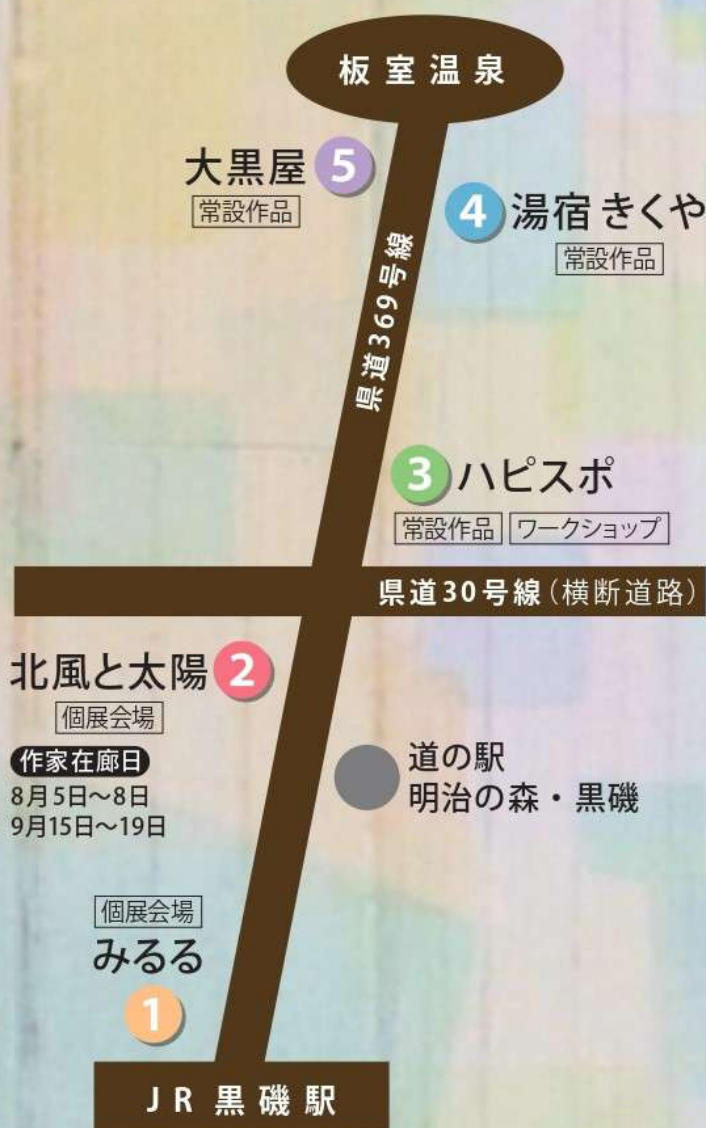 板室温泉
大黒屋 5
常設作品
4 湯宿 きくや
常設作品
県道369号線
3 ハピスポ
常設作品 ワークショップ
県道30号線（横断道路）
北風と太陽 2
個展会場
作家在廊日
8月5日～8日
9月15日～19日
道の駅
明治の森・黒磯
個展会場
みるる
1
JR 黒磯駅